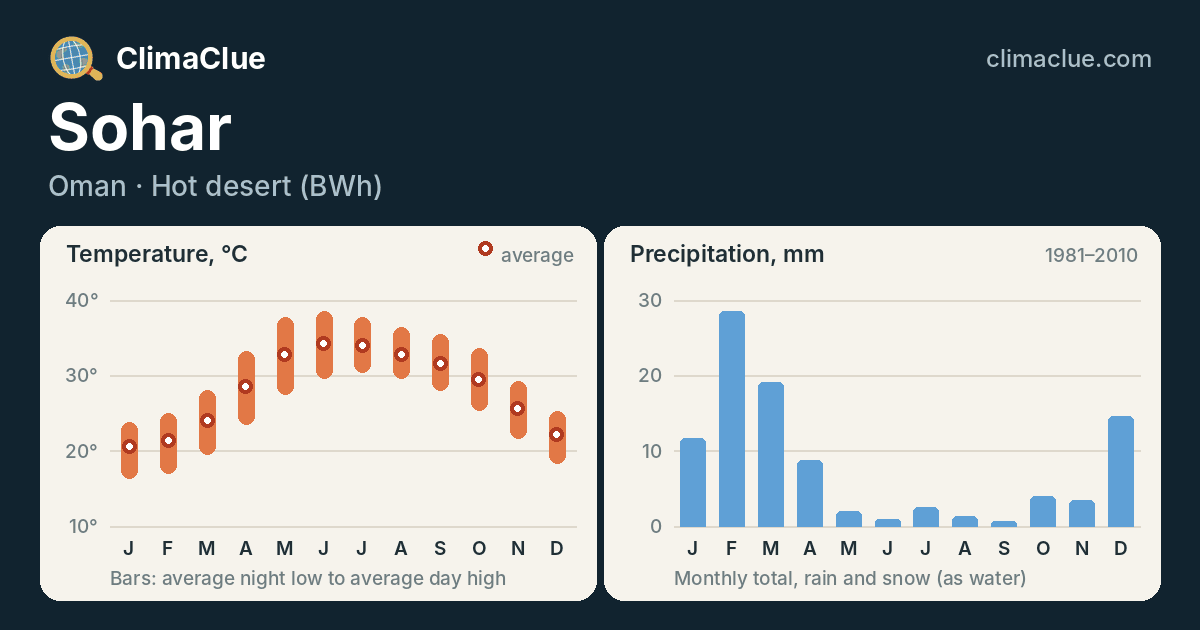 ClimaClue
climaclue.com
Sohar
Oman · Hot desert (BWh)
Temperature, °C
average
40°
30°
20°
10°
J F M A M J J A S O N D
Bars: average night low to average day high
Precipitation, mm
1981–2010
30
20
10
0
J F M A M J J A S O N D
Monthly total, rain and snow (as water)